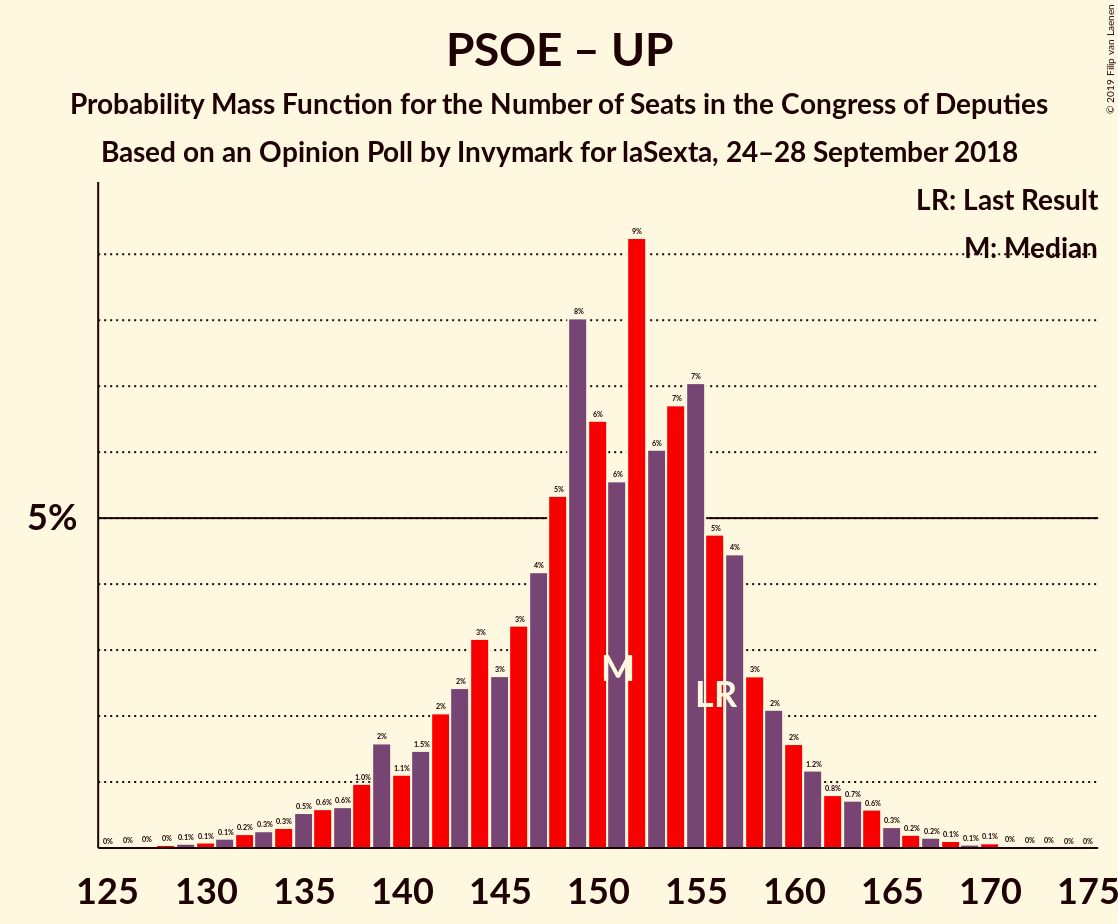 PSOE – UP
Probability Mass Function for the Number of Seats in the Congress of Deputies
Based on an Opinion Poll by Invymark for laSexta, 24–28 September 2018
© 2019 Filip van Laenen
LR: Last Result
M: Median
5%
0% 0% 0% 0% 0.1% 0.1% 0.1% 0.2% 0.3% 0.3% 0.5% 0.6% 0.6% 1.0% 2% 1.1% 1.5% 2% 2% 3% 3% 3% 4% 5% 8% 6% 6% 9% 6% 7% 7% 5% 4% 3% 2% 2% 1.2% 0.8% 0.7% 0.6% 0.3% 0.2% 0.2% 0.1% 0.1% 0.1% 0% 0% 0% 0% 0%
M
LR
125 130 135 140 145 150 155 160 165 170 175